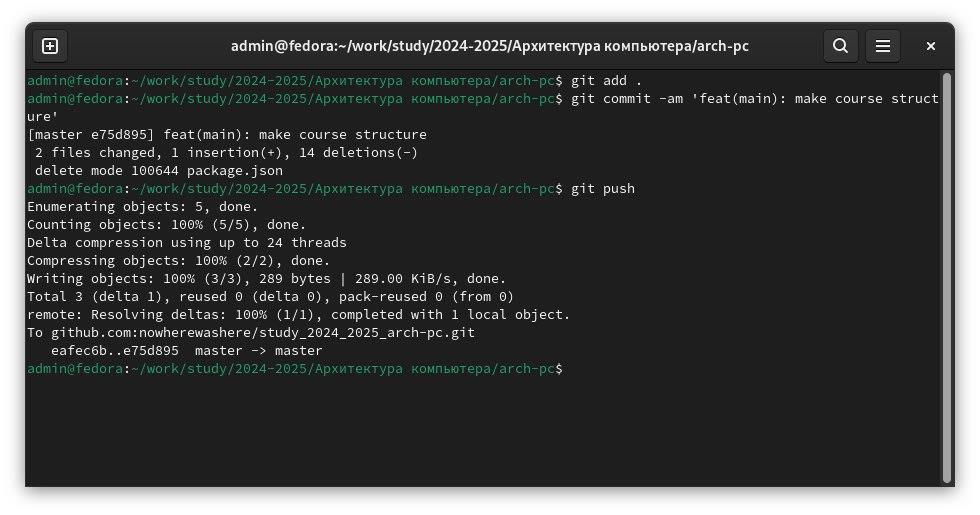 admin@fedora:~/work/study/2024-2025/Архитектура компьютера/arch-pc
admin@fedora:~/work/study/2024-2025/Архитектура компьютера/arch-pc$ git add .
admin@fedora:~/work/study/2024-2025/Архитектура компьютера/arch-pc$ git commit -am 'feat(main): make course struct
ure'
[master e75d895] feat(main): make course structure
 2 files changed, 1 insertion(+), 14 deletions(-)
 delete mode 100644 package.json
admin@fedora:~/work/study/2024-2025/Архитектура компьютера/arch-pc$ git push
Enumerating objects: 5, done.
Counting objects: 100% (5/5), done.
Delta compression using up to 24 threads
Compressing objects: 100% (2/2), done.
Writing objects: 100% (3/3), 289 bytes | 289.00 KiB/s, done.
Total 3 (delta 1), reused 0 (delta 0), pack-reused 0 (from 0)
remote: Resolving deltas: 100% (1/1), completed with 1 local object.
To github.com:nowherewashere/study_2024_2025_arch-pc.git
   eafec6b..e75d895  master -> master
admin@fedora:~/work/study/2024-2025/Архитектура компьютера/arch-pc$